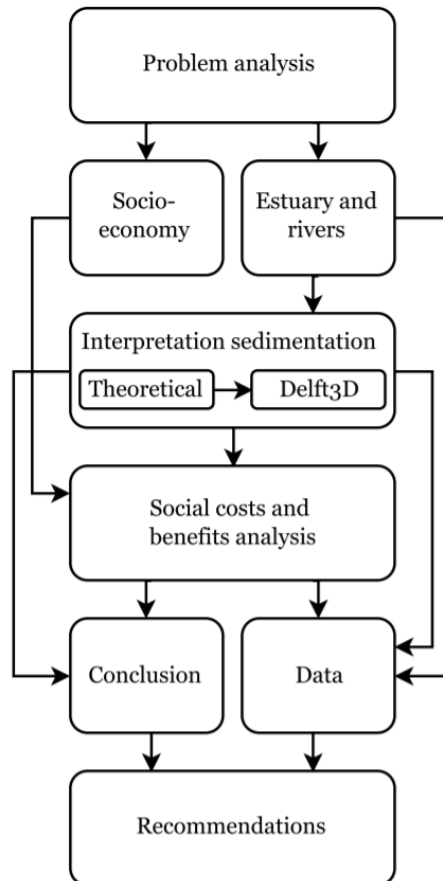 Problem analysis
Socio-
economy
Estuary and
rivers
Interpretation sedimentation
Theoretical
Delft3D
Social costs and
benefits analysis
Conclusion
Data
Recommendations